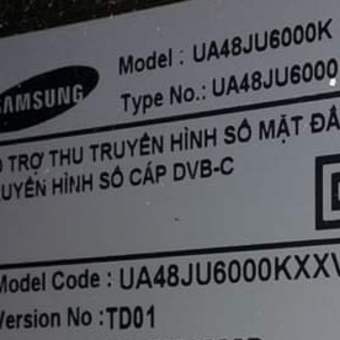 SAMSUNG
Model : UA48JU6000K
Type No.: UA48JU6000
TRỢ THU TRUYỀN HÌNH SỐ MẶT ĐẤ
UYỀN HÌNH SỐ CÁP DVB-C
Model Code : UA48JU6000KXXV
Version No :TD01